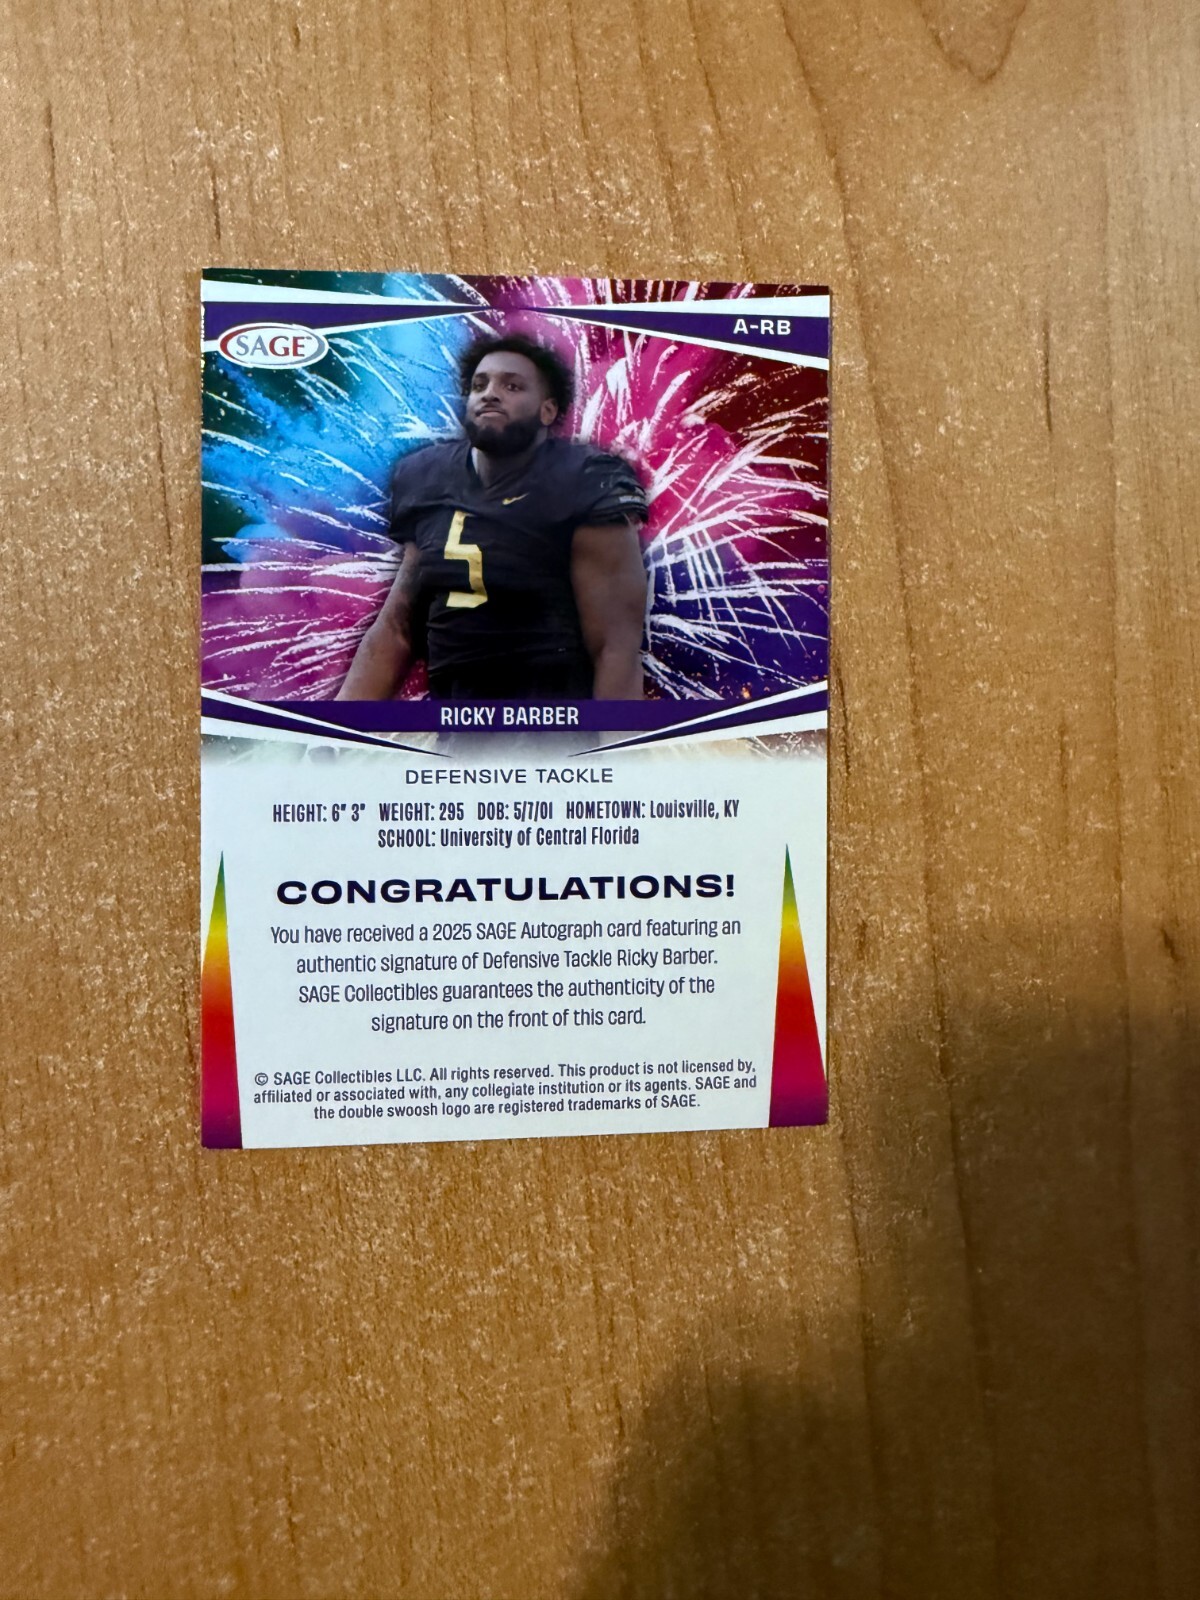 SAGE
A-RB
5
RICKY BARBER
DEFENSIVE TACKLE
HEIGHT: 6" 3" WEIGHT: 295 DOB: 5/7/01 HOMETOWN: Louisville, KY
SCHOOL: University of Central Florida
CONGRATULATIONS!
You have received a 2025 SAGE Autograph card featuring an
authentic signature of Defensive Tackle Ricky Barber.
SAGE Collectibles guarantees the authenticity of the
signature on the front of this card.
© SAGE Collectibles LLC. All rights reserved. This product is not licensed by,
affiliated or associated with, any collegiate institution or its agents. SAGE and
the double swoosh logo are registered trademarks of SAGE.